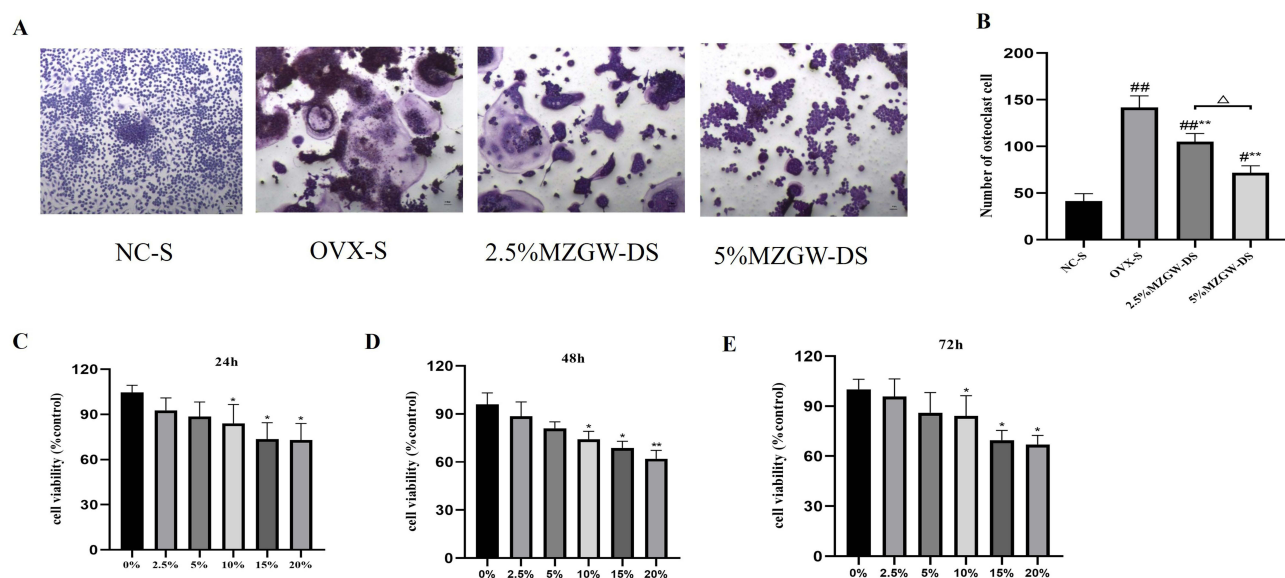 A
NC-S
OVX-S
2.5%MZGW-DS
5%MZGW-DS
B
Number of osteoclast cell
200
150
100
50
0
##
##**
△
#**
NC-S
OVX-S
2.5%MZGW-DS
5%MZGW-DS
C
24h
cell viability (%control)
120
90
60
30
0
*
*
*
0% 2.5% 5% 10% 15% 20%
D
48h
cell viability (%control)
120
90
60
30
0
*
*
**
0% 2.5% 5% 10% 15% 20%
E
72h
cell viability (%control)
120
90
60
30
0
*
*
*
0% 2.5% 5% 10% 15% 20%